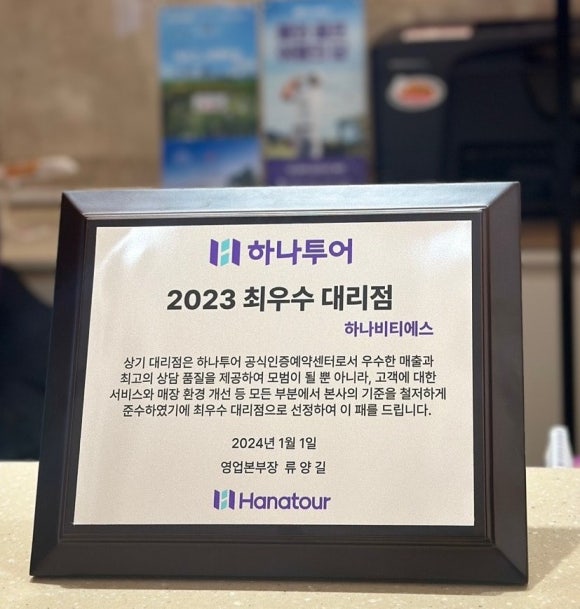 하나투어
2023 최우수 대리점
하나비티에스
상기 대리점은 하나투어 공식인증예약센터로서 우수한 매출과
최고의 상담 품질을 제공하여 모범이 될 뿐 아니라, 고객에 대한
서비스와 매장 환경 개선 등 모든 부분에서 본사의 기준을 철저하게
준수하였기에 최우수 대리점으로 선정하여 이 패를 드립니다.
2024년 1월 1일
영업본부장 류양길
Hanatour